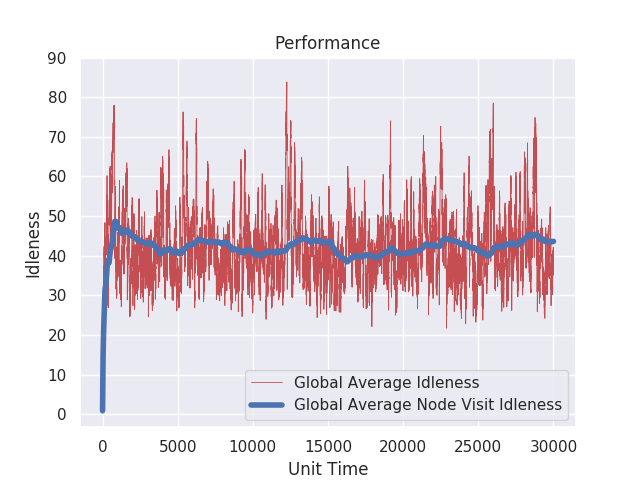 Performance
90
80
70
60
50
40
30
20
10
0
Idleness
0 5000 10000 15000 20000 25000 30000
Unit Time
Global Average Idleness
Global Average Node Visit Idleness